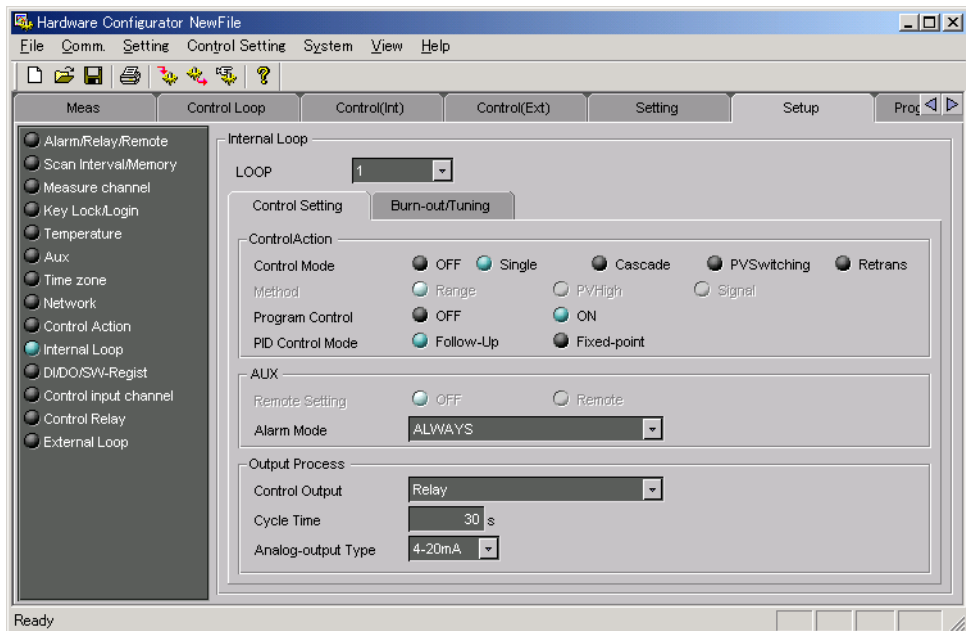 Hardware Configurator NewFile
File Comm. Setting Control Setting System View Help
Meas Control Loop Control(Int) Control(Ext) Setting Setup Prog
Alarm/Relay/Remote
Scan Interval/Memory
Measure channel
Key Lock/Login
Temperature
Aux
Time zone
Network
Control Action
Internal Loop
DI/DO/SW-Regist
Control input channel
Control Relay
External Loop
Internal Loop
LOOP 1
Control Setting Burn-out/Tuning
ControlAction
Control Mode OFF Single Cascade PVSwitching Retrans
Method Range PVHigh Signal
Program Control OFF ON
PID Control Mode Follow-Up Fixed-point
AUX
Remote Setting OFF Remote
Alarm Mode ALWAYS
Output Process
Control Output Relay
Cycle Time 30 s
Analog-output Type 4-20mA
Ready